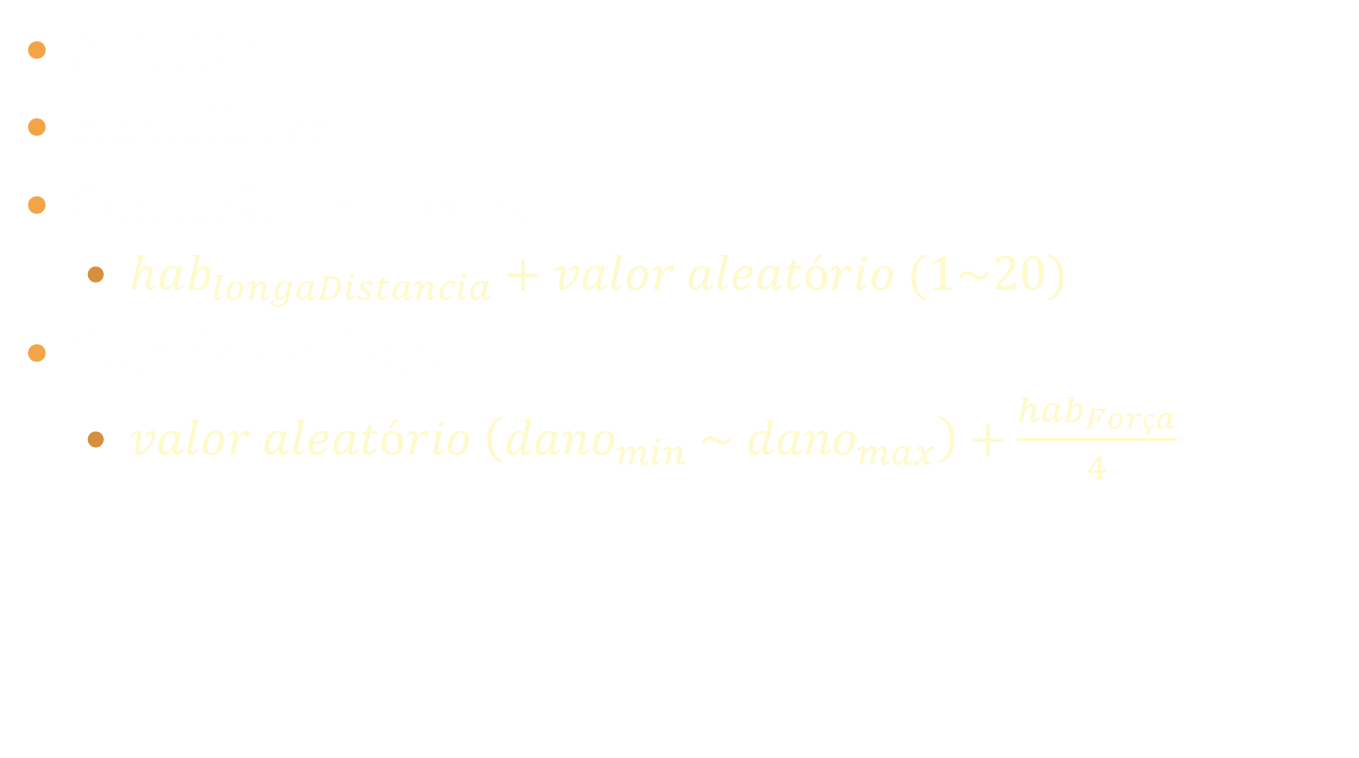 • 
• 
• 
• hab_longaDistancia + valor aleatório (1~20)
• 
• valor aleatório (dano_min ~ dano_max) + hab_Força/4